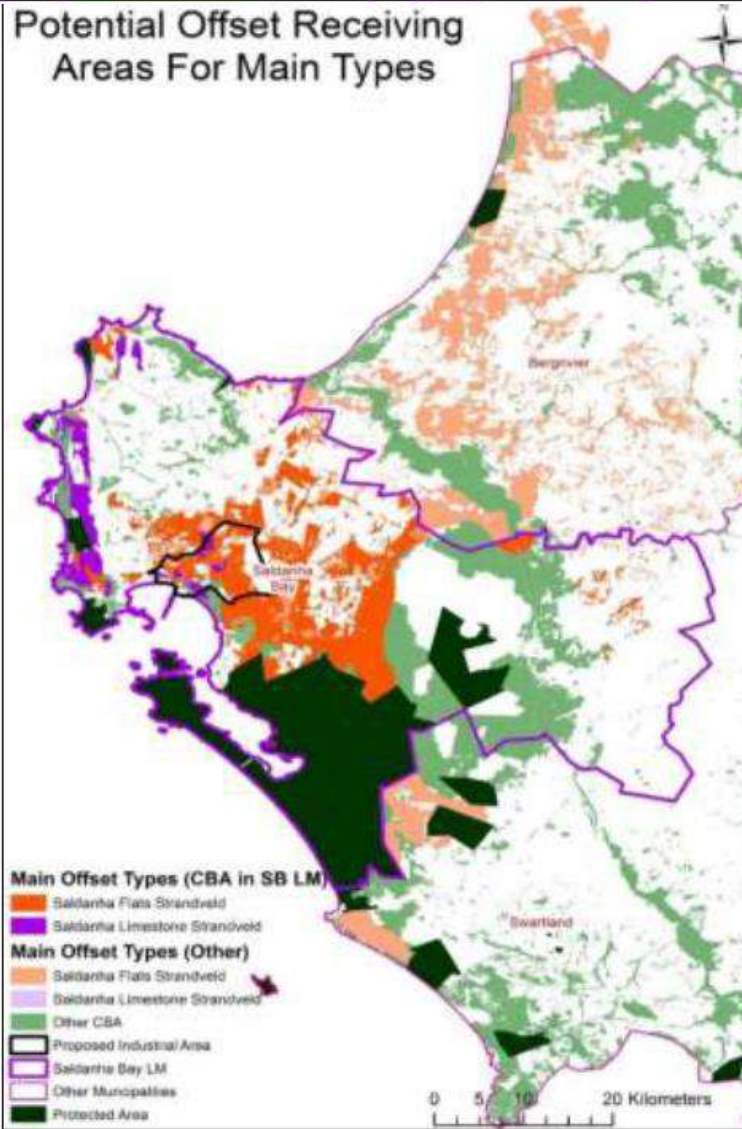 Potential Offset Receiving
Areas For Main Types
N
Bergrivier
Saldanha
Bay
Swartland
Main Offset Types (CBA in SB LM)
Saldanha Flats Strandveld
Saldanha Limestone Strandveld
Main Offset Types (Other)
Saldanha Flats Strandveld
Saldanha Limestone Strandveld
Other CBA
Proposed Industrial Area
Saldanha Bay LM
Other Muncipalities
Protected Area
0 5 10 20 Kilometers